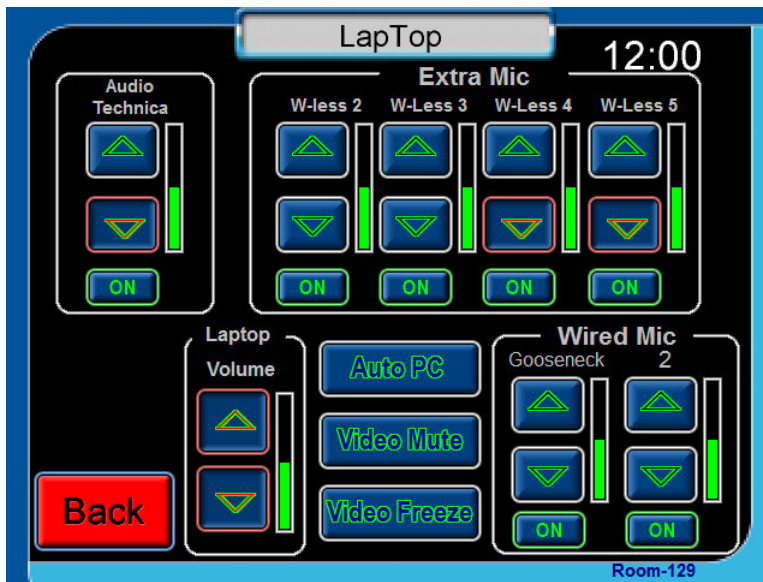 LapTop
12:00
Audio
Technica
Extra Mic
W-less 2 W-Less 3 W-Less 4 W-Less 5
ON
ON ON ON ON
Laptop
Volume
Auto PC
Video Mute
Video Freeze
Wired Mic
Gooseneck 2
ON ON
Back
Room-129